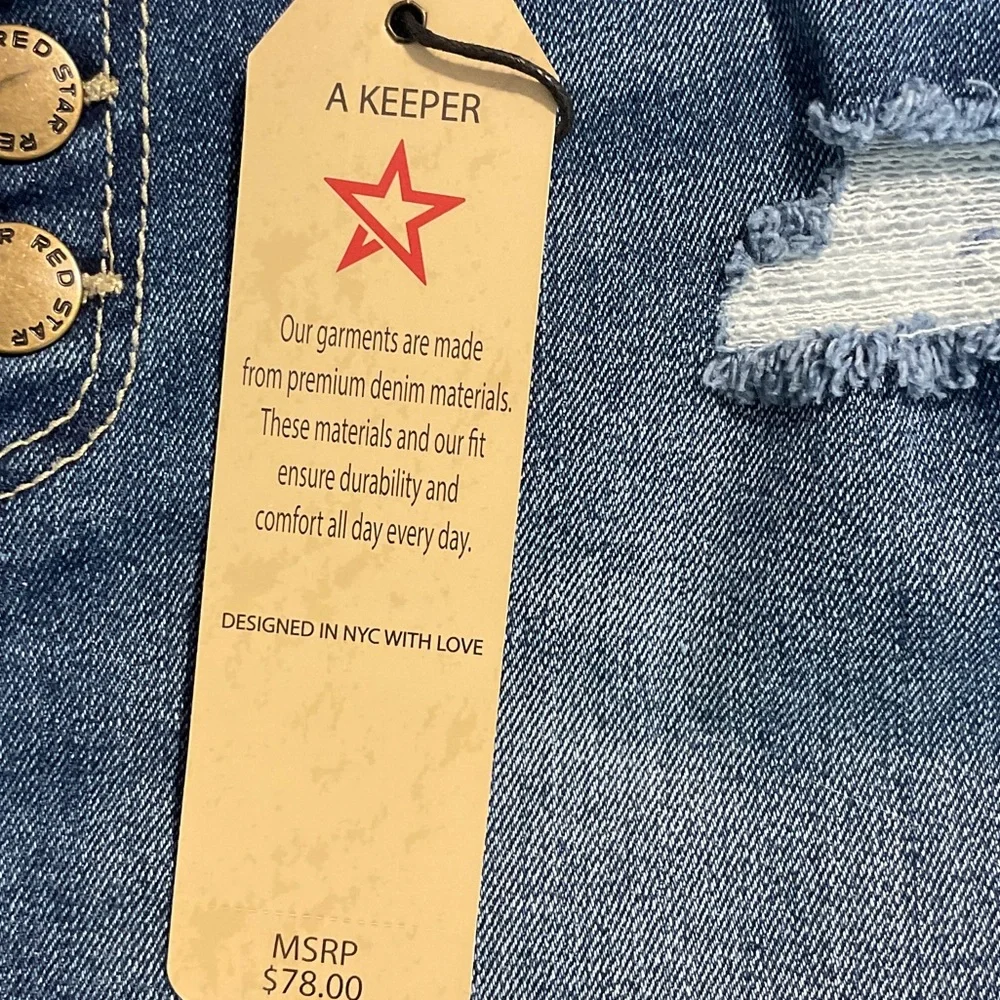 A KEEPER
Our garments are made
from premium denim materials.
These materials and our fit
ensure durability and
comfort all day every day.
DESIGNED IN NYC WITH LOVE
MSRP
$78.00
RED STAR RE
R RED STAR